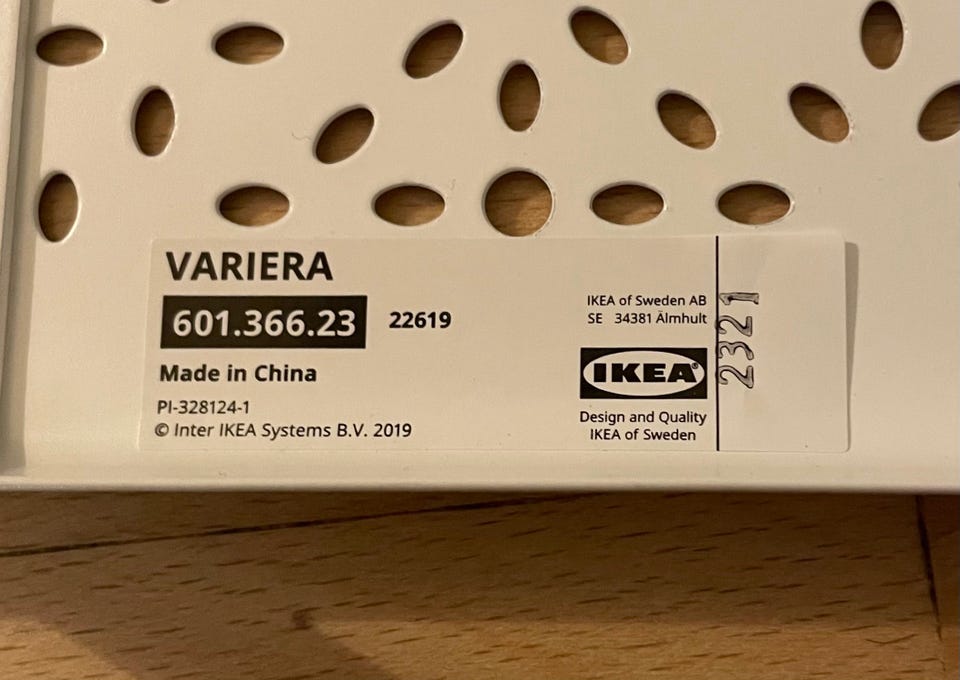 VARIERA
601.366.23 22619
Made in China
PI-328124-1
© Inter IKEA Systems B.V. 2019
IKEA of Sweden AB
SE 34381 Älmhult
IKEA®
Design and Quality
IKEA of Sweden
2321